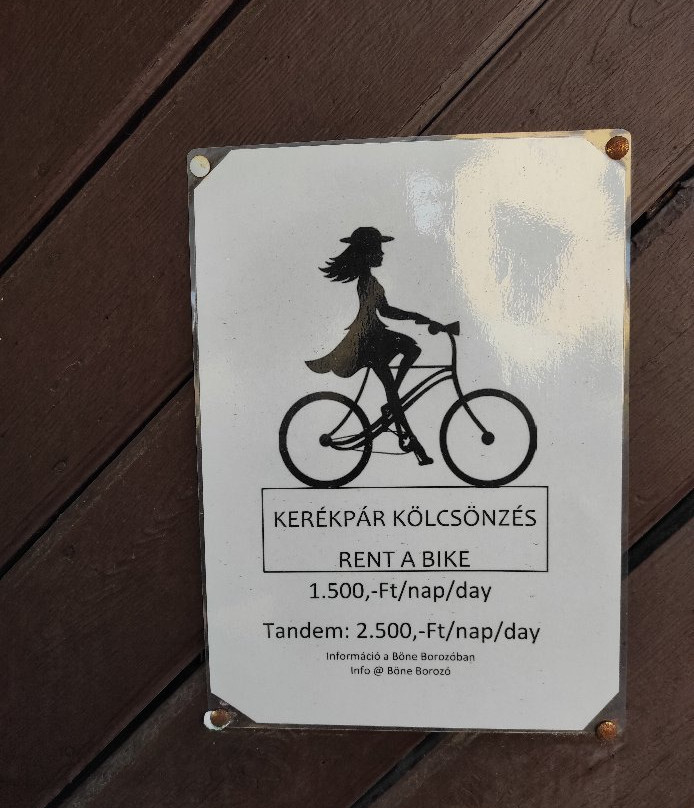 KERÉKPÁR KÖLCSÖNZÉS
RENT A BIKE
1.500,-Ft/nap/day
Tandem: 2.500,-Ft/nap/day
Információ a Böne Borozóban
Info @ Böne Borozó